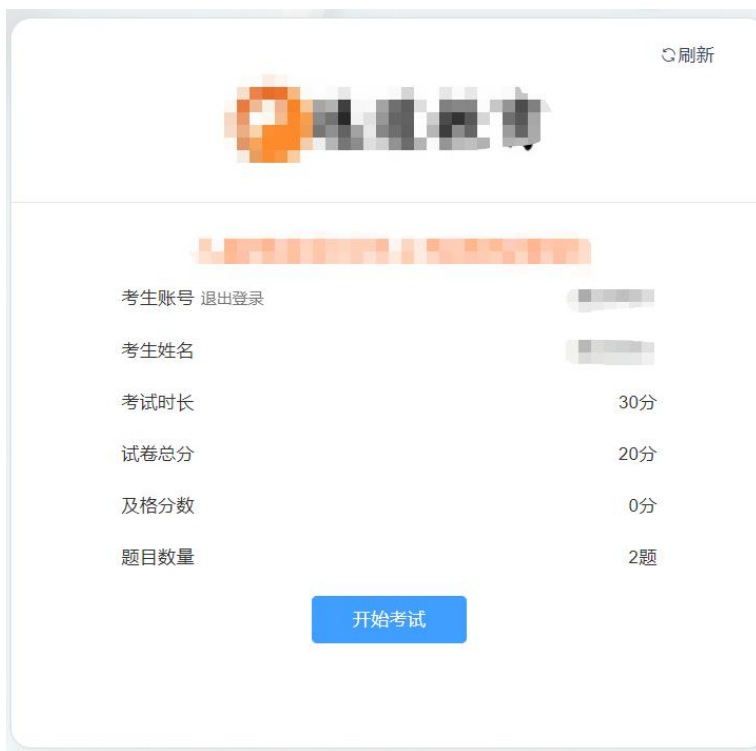 刷新
考生账号 退出登录
考生姓名
考试时长 30分
试卷总分 20分
及格分数 0分
题目数量 2题
开始考试